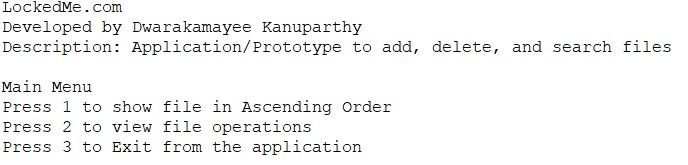 LockedMe.com
Developed by Dwarakamayee Kanuparthy
Description: Application/Prototype to add, delete, and search files
Main Menu
Press 1 to show file in Ascending Order
Press 2 to view file operations
Press 3 to Exit from the application